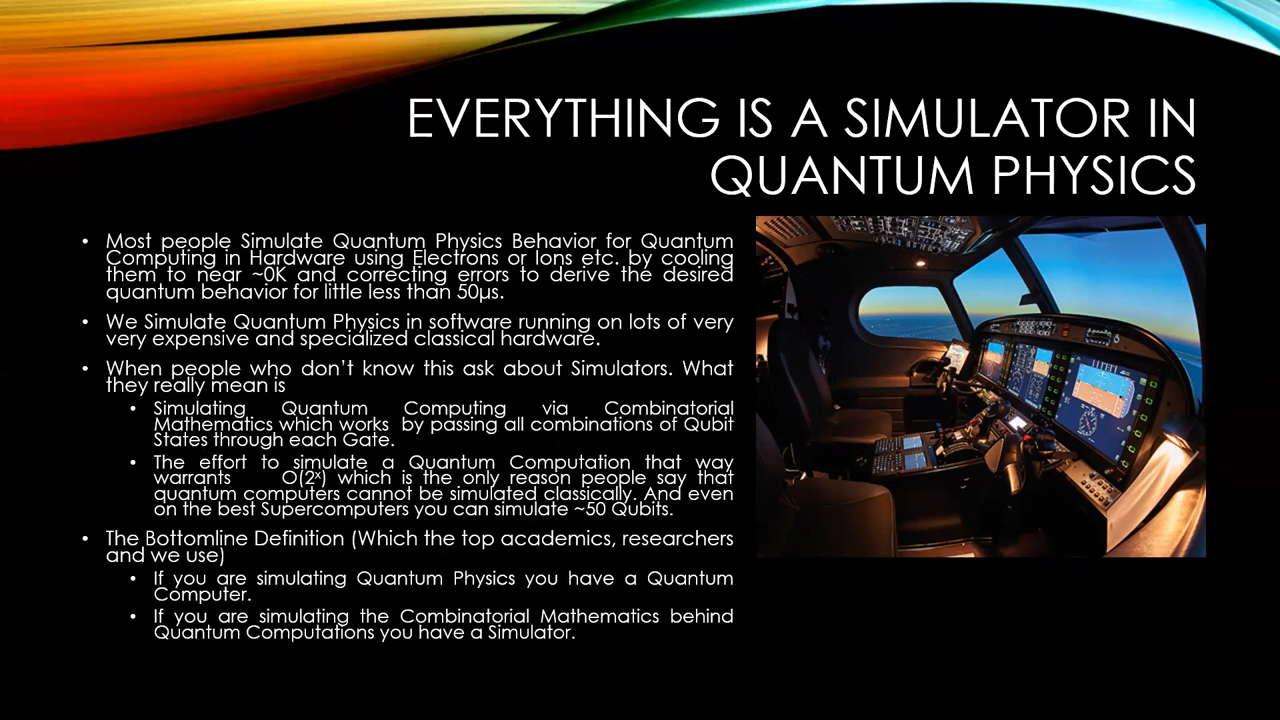 EVERYTHING IS A SIMULATOR IN
QUANTUM PHYSICS
• Most people Simulate Quantum Physics Behavior for Quantum
Computing in Hardware using Electrons or Ions etc. by cooling
them to near ~0K and correcting errors to derive the desired
quantum behavior for little less than 50µs.
• We Simulate Quantum Physics in software running on lots of very
very expensive and specialized classical hardware.
• When people who don't know this ask about Simulators. What
they really mean is
• Simulating Quantum Computing via Combinatorial
Mathematics which works by passing all combinations of Qubit
States through each Gate.
• The effort to simulate a Quantum Computation that way
warrants O(2ˣ) which is the only reason people say that
quantum computers cannot be simulated classically. And even
on the best Supercomputers you can simulate ~50 Qubits.
• The Bottomline Definition (Which the top academics, researchers
and we use)
• If you are simulating Quantum Physics you have a Quantum
Computer.
• If you are simulating the Combinatorial Mathematics behind
Quantum Computations you have a Simulator.